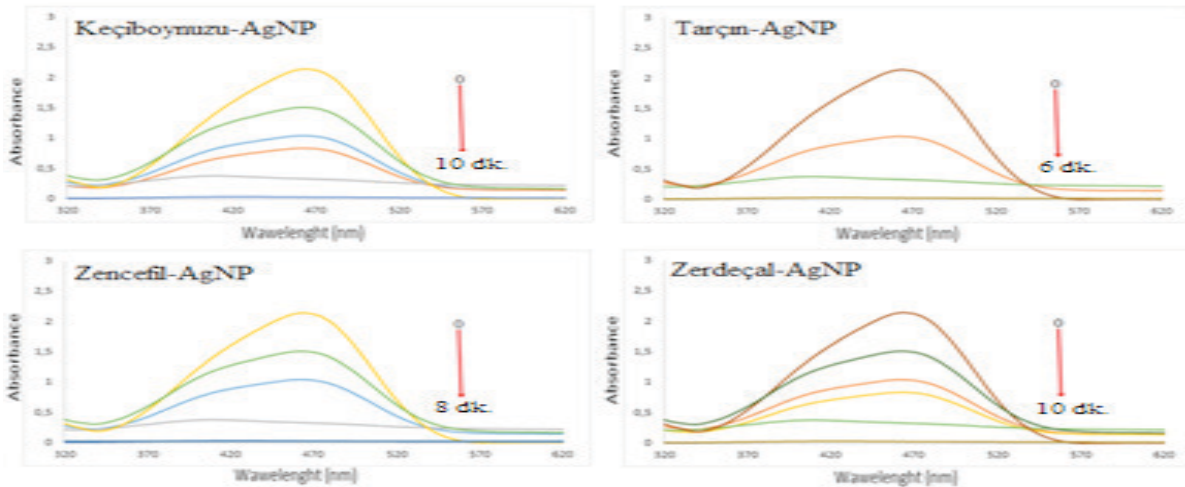 Keçiboynuzu-AgNP
3
2,5
2
1,5
1
0,5
0
Absorbance
0
10 dk.
320 370 420 470 520 570 620
Wawelenght (nm)
Tarçın-AgNP
3
2,5
2
1,5
1
0,5
0
Absorbance
0
6 dk.
320 370 420 470 520 570 620
Wawelenght (nm)
Zencefil-AgNP
3
2,5
2
1,5
1
0,5
0
Absorbance
0
8 dk.
320 370 420 470 520 570 620
Wawelenght (nm)
Zerdeçal-AgNP
3
2,5
2
1,5
1
0,5
0
Absorbance
0
10 dk.
320 370 420 470 520 570 620
Wawelenght (nm)